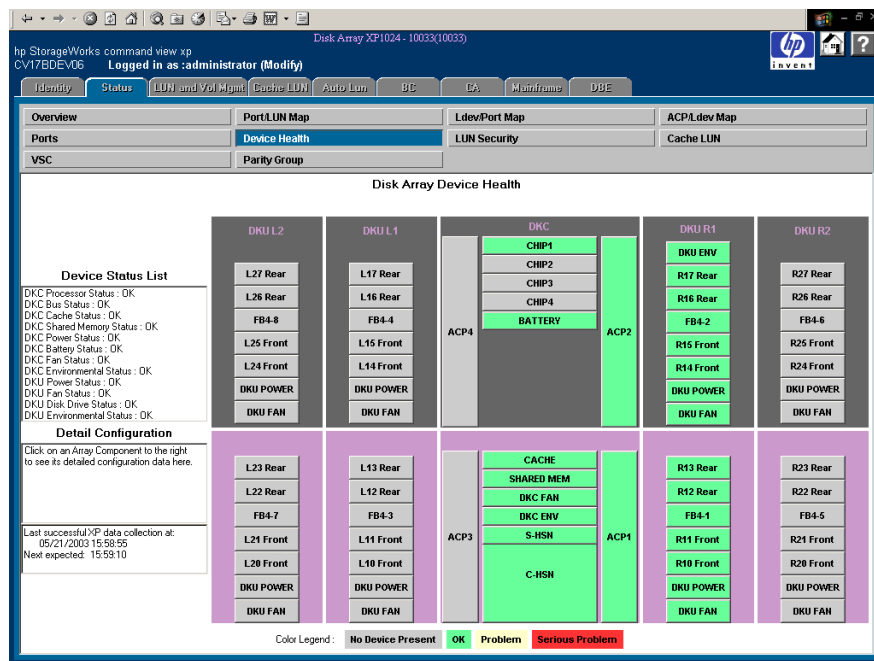 Disk Array XP1024 - 10033(10033)
hp StorageWorks command view xp
CV17BDEV06 Logged in as :administrator (Modify)
hp
invent
?
Identity Status LUN and Vol Mgmt Cache LUN Auto Lun BC CA Mainframe DBE
Overview Port/LUN Map Ldev/Port Map ACP/Ldev Map
Ports Device Health LUN Security Cache LUN
VSC Parity Group
Disk Array Device Health
Device Status List
DKC Processor Status : OK
DKC Bus Status : OK
DKC Cache Status : OK
DKC Shared Memory Status : OK
DKC Power Status : OK
DKC Battery Status : OK
DKC Fan Status : OK
DKC Environmental Status : OK
DKU Power Status : OK
DKU Fan Status : OK
DKU Disk Drive Status : OK
DKU Environmental Status : OK
Detail Configuration
Click on an Array Component to the right
to see its detailed configuration data here.
Last successful XP data collection at:
05/21/2003 15:58:55
Next expected: 15:59:10
DKU L2
L27 Rear
L26 Rear
FB4-8
L25 Front
L24 Front
DKU POWER
DKU FAN
L23 Rear
L22 Rear
FB4-7
L21 Front
L20 Front
DKU POWER
DKU FAN
DKU L1
L17 Rear
L16 Rear
FB4-4
L15 Front
L14 Front
DKU POWER
DKU FAN
L13 Rear
L12 Rear
FB4-3
L11 Front
L10 Front
DKU POWER
DKU FAN
DKC
ACP4
CHIP1
CHIP2
CHIP3
CHIP4
BATTERY
ACP2
ACP3
CACHE
SHARED MEM
DKC FAN
DKC ENV
S-HSN
C-HSN
ACP1
DKU R1
DKU ENV
R17 Rear
R16 Rear
FB4-2
R15 Front
R14 Front
DKU POWER
DKU FAN
R13 Rear
R12 Rear
FB4-1
R11 Front
R10 Front
DKU POWER
DKU FAN
DKU R2
R27 Rear
R26 Rear
FB4-6
R25 Front
R24 Front
DKU POWER
DKU FAN
R23 Rear
R22 Rear
FB4-5
R21 Front
R20 Front
DKU POWER
DKU FAN
Color Legend : No Device Present OK Problem Serious Problem